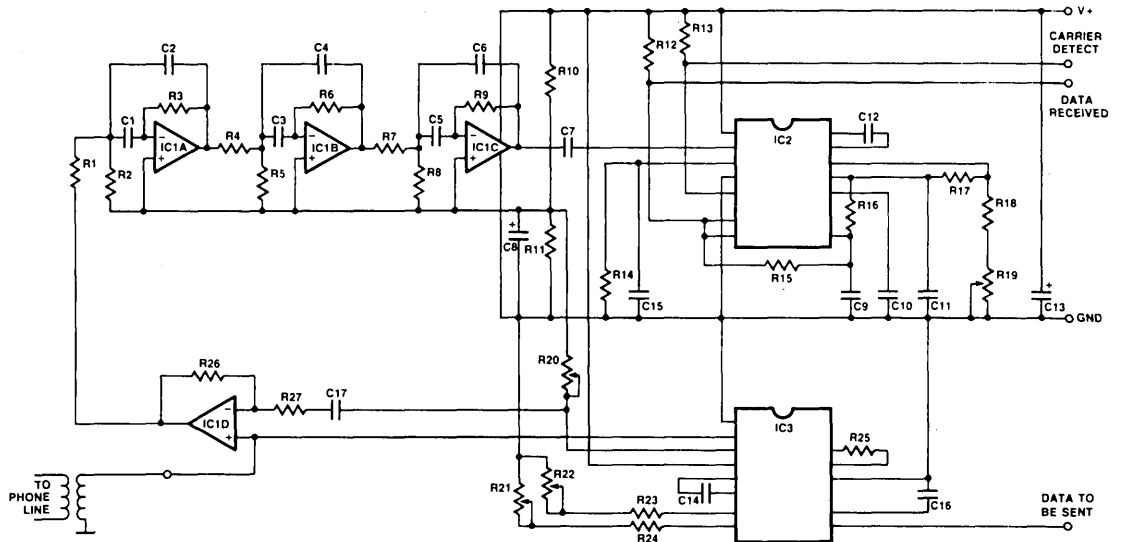 V+
R13
CARRIER
DETECT
C2
C4
C6
R12
R10
DATA
RECEIVED
R3
R6
R9
C12
C1
C3
C5
C7
IC2
IC1A
R4
IC1B
R7
IC1C
R1
R2
R5
R8
R17
R16
R18
+
C8
R11
R14
R15
R19
C15
C9
C10
C11
+
C13
GND
R20
R26
R27
C17
IC1D
IC3
R25
TO
PHONE
LINE
R21
R22
C14
R23
R24
C16
DATA TO
BE SENT